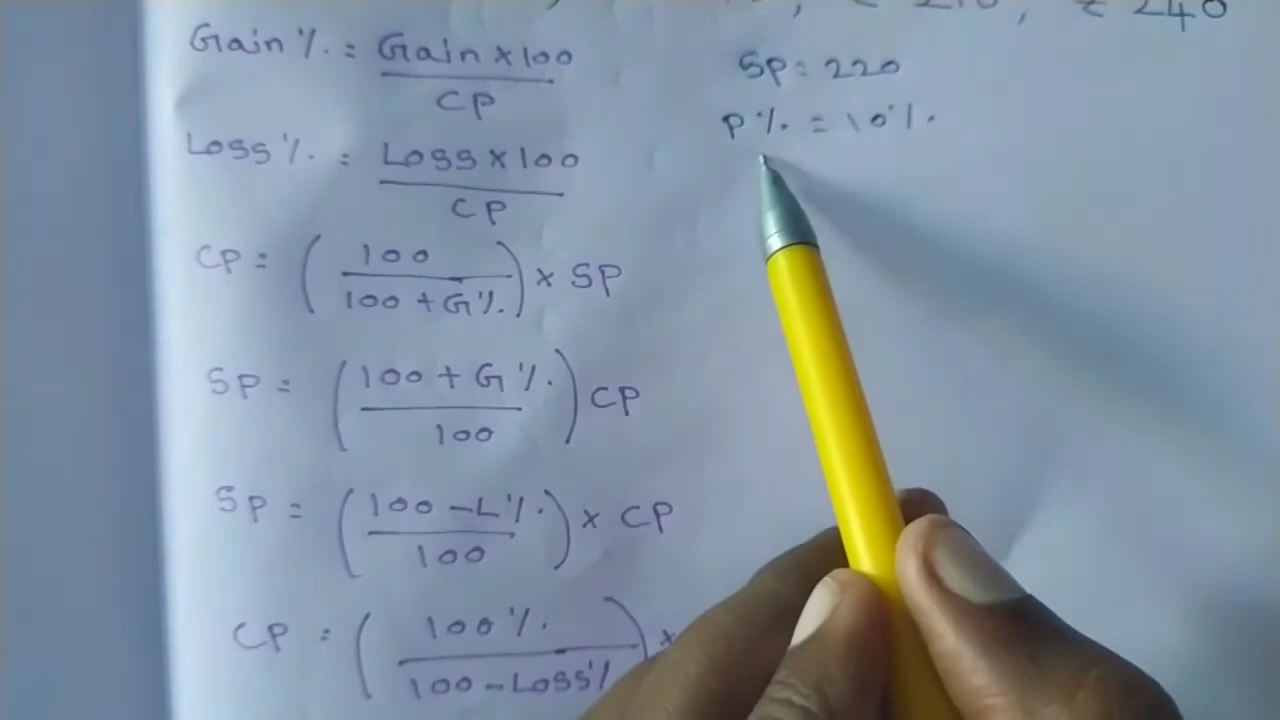 ₹ 240
Gain % = Gain × 100 / CP
Loss % = Loss × 100 / CP
CP = ( 100 / 100 + G% ) × SP
SP = ( 100 + G% / 100 ) CP
SP = ( 100 - L% / 100 ) × CP
CP = ( 100% / 100 - Loss% ) ×
SP = 220
P% = 10%